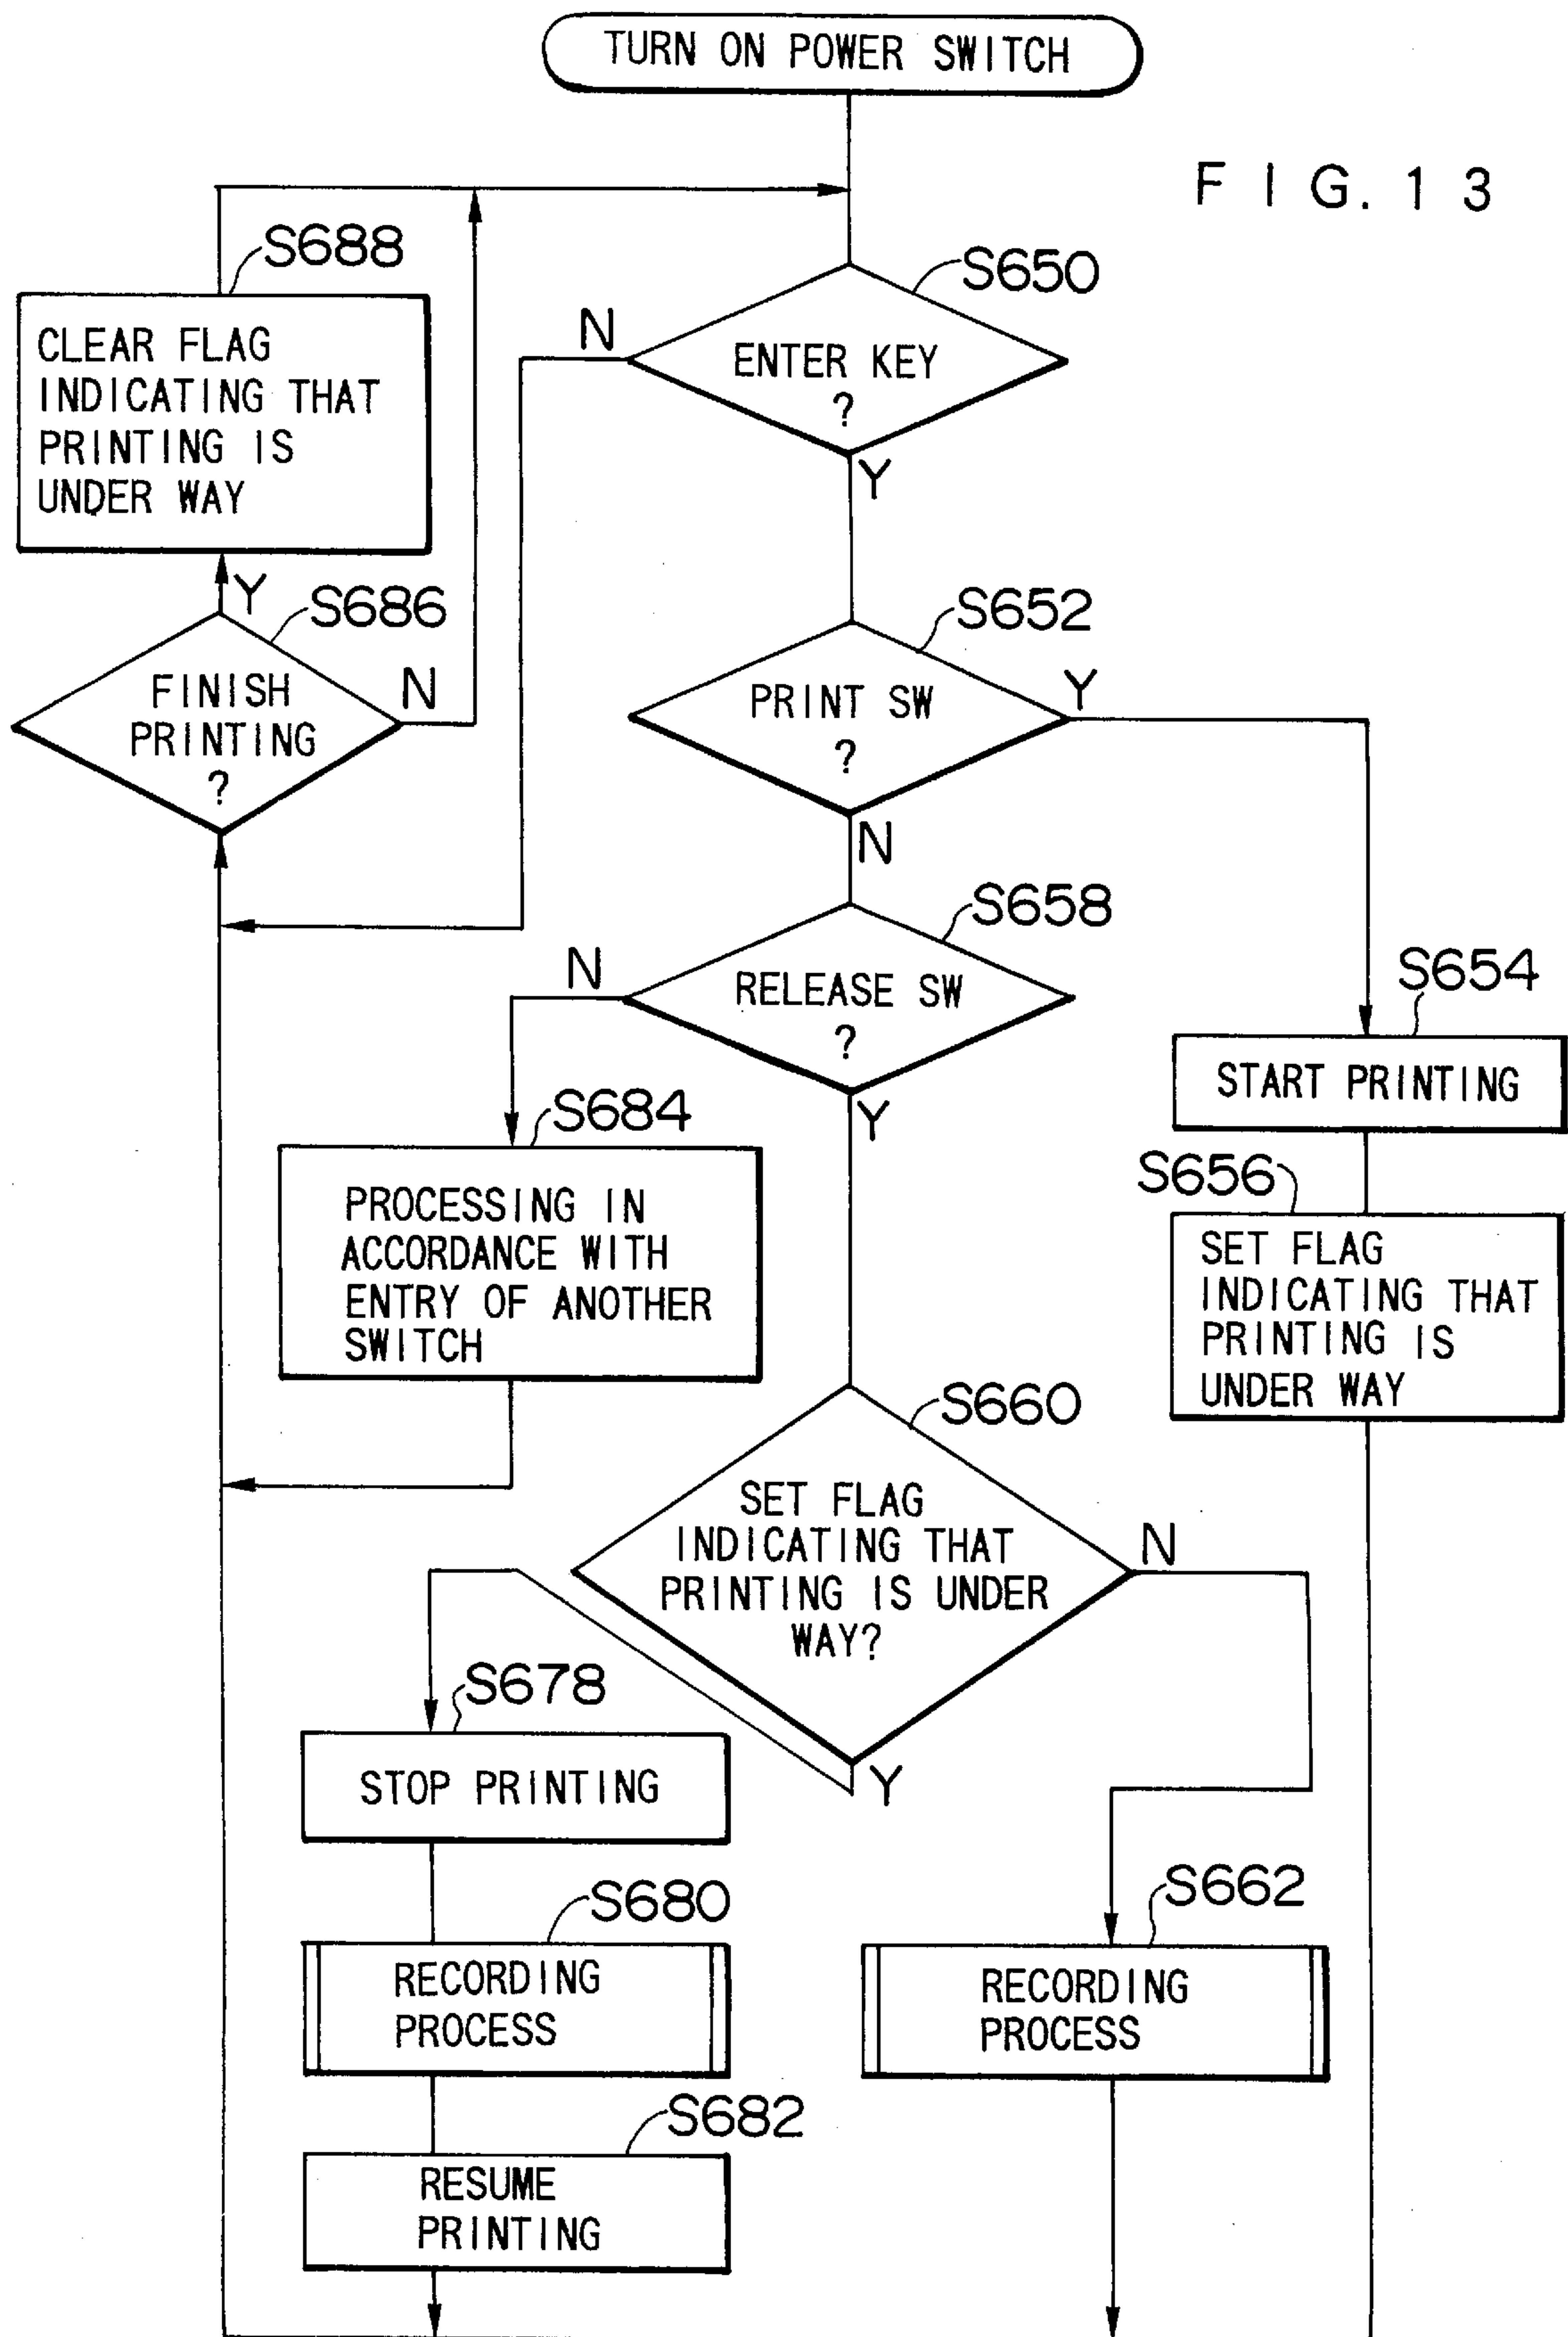 TURN ON POWER SWITCH
FIG. 13
S688
CLEAR FLAG
INDICATING THAT
PRINTING IS
UNDER WAY
S650
N
ENTER KEY
?
Y
Y
S686
FINISH
PRINTING
?
N
S652
PRINT SW
?
Y
N
S658
N
RELEASE SW
?
Y
S654
START PRINTING
S656
SET FLAG
INDICATING THAT
PRINTING IS
UNDER WAY
S684
PROCESSING IN
ACCORDANCE WITH
ENTRY OF ANOTHER
SWITCH
S660
SET FLAG
INDICATING THAT
PRINTING IS UNDER
WAY?
N
Y
S678
STOP PRINTING
S680
RECORDING
PROCESS
S662
RECORDING
PROCESS
S682
RESUME
PRINTING